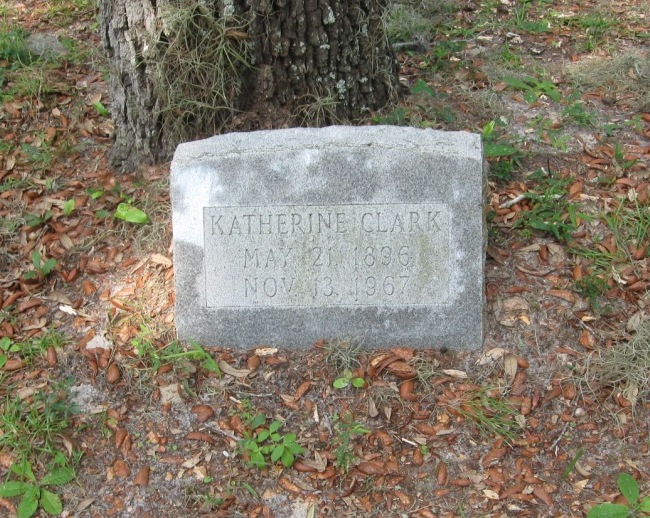 KATHERINE CLARK
MAY 21, 1896
NOV. 13, 1967